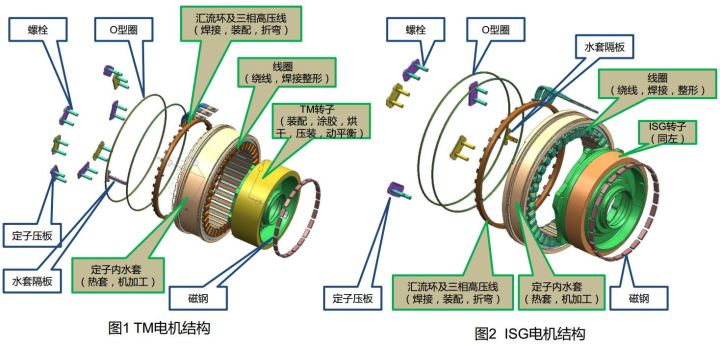 螺栓
O型圈
汇流环及三相高压线
（焊接，装配，折弯）
线圈
（绕线，焊接整形）
TM转子
（装配，涂胶，烘
干，压装，动平衡）
定子压板
水套隔板
定子内水套
（热套，机加工）
磁钢
图1 TM电机结构
螺栓
O型圈
水套隔板
线圈
（绕线，焊接，整形）
ISG转子
（同左）
定子压板
汇流环及三相高压线
（焊接，装配，折弯）
定子内水套
（热套，机加工）
磁钢
图2 ISG电机结构